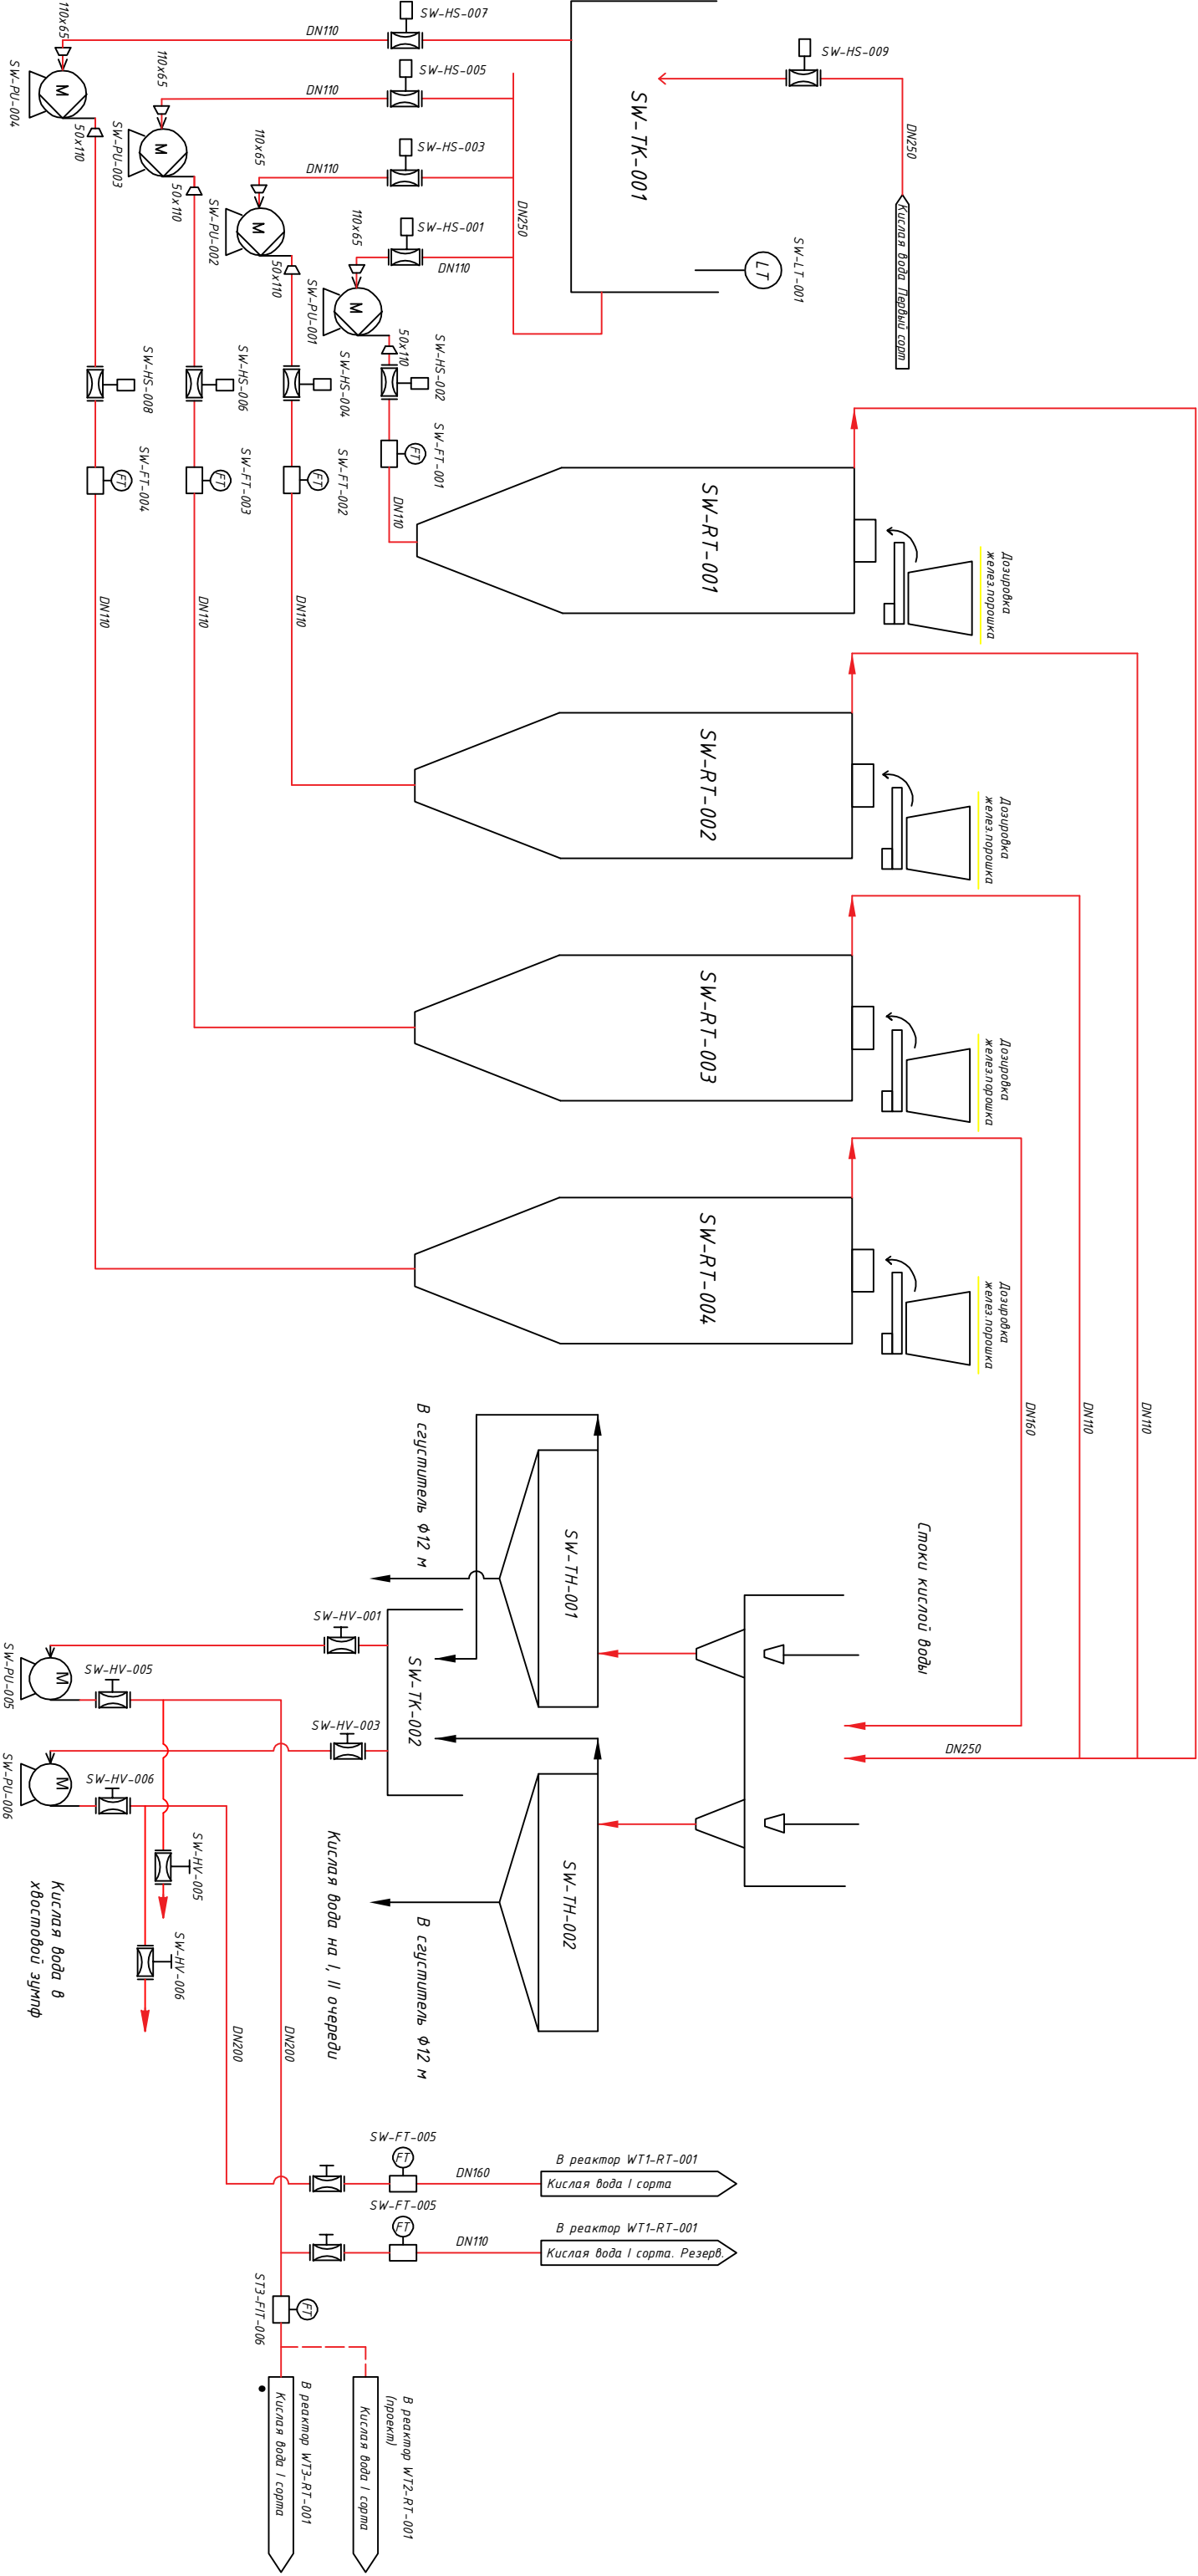 SW-HS-007
DN110
110x65
SW-PU-004
M
50x110
SW-HS-005
DN110
110x65
SW-PU-003
M
50x110
SW-HS-003
DN110
110x65
SW-PU-002
M
50x110
SW-HS-001
DN110
110x65
SW-PU-001
M
50x110
DN250
SW-TK-001
SW-HS-009
DN250
Кислая вода. Первый сорт
SW-LT-001
LT
SW-HS-002
SW-HS-004
SW-HS-006
SW-HS-008
SW-FT-001
FT
SW-FT-002
FT
SW-FT-003
FT
SW-FT-004
FT
DN110
DN110
DN110
DN110
SW-RT-001
Дозировка
желез.порошка
SW-RT-002
Дозировка
желез.порошка
SW-RT-003
Дозировка
желез.порошка
SW-RT-004
Дозировка
желез.порошка
DN160
DN110
DN110
Стоки кислой воды
DN250
SW-TH-001
В сгуститель Ф12 м
SW-TH-002
В сгуститель Ф12 м
SW-TK-002
SW-HV-001
SW-HV-003
SW-HV-005
SW-PU-005
M
SW-HV-006
SW-PU-006
M
SW-HV-005
SW-HV-006
Кислая вода в
хвостовой зумпф
Кислая вода на I, II очереди
DN200
DN200
SW-FT-005
FT
DN160
В реактор WT1-RT-001
Кислая вода I сорта
SW-FT-005
FT
DN110
В реактор WT1-RT-001
Кислая вода I сорта. Резерв.
ST3-FIT-006
FT
В реактор WT2-RT-001
(проект)
Кислая вода I сорта
В реактор WT3-RT-001
Кислая вода I сорта